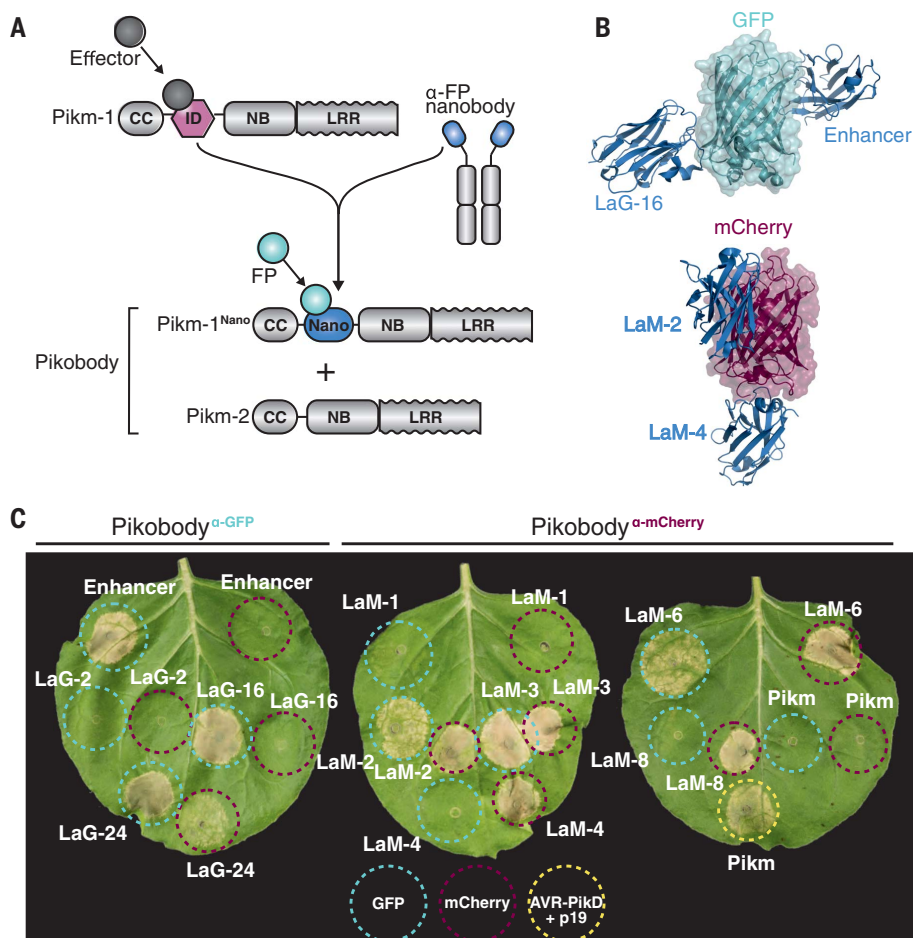 A
Effector
Pikm-1
CC
ID
NB
LRR
α-FP
nanobody
FP
Pikm-1Nano
CC
Nano
NB
LRR
Pikobody
+
Pikm-2
CC
NB
LRR
B
GFP
Enhancer
LaG-16
mCherry
LaM-2
LaM-4
C
Pikobody α-GFP
Pikobody α-mCherry
Enhancer
Enhancer
LaG-2
LaG-2
LaG-16
LaG-16
LaG-24
LaG-24
LaM-1
LaM-1
LaM-3
LaM-3
LaM-2
LaM-2
LaM-4
LaM-4
LaM-6
LaM-6
Pikm
Pikm
LaM-8
LaM-8
Pikm
GFP
mCherry
AVR-PikD
+ p19